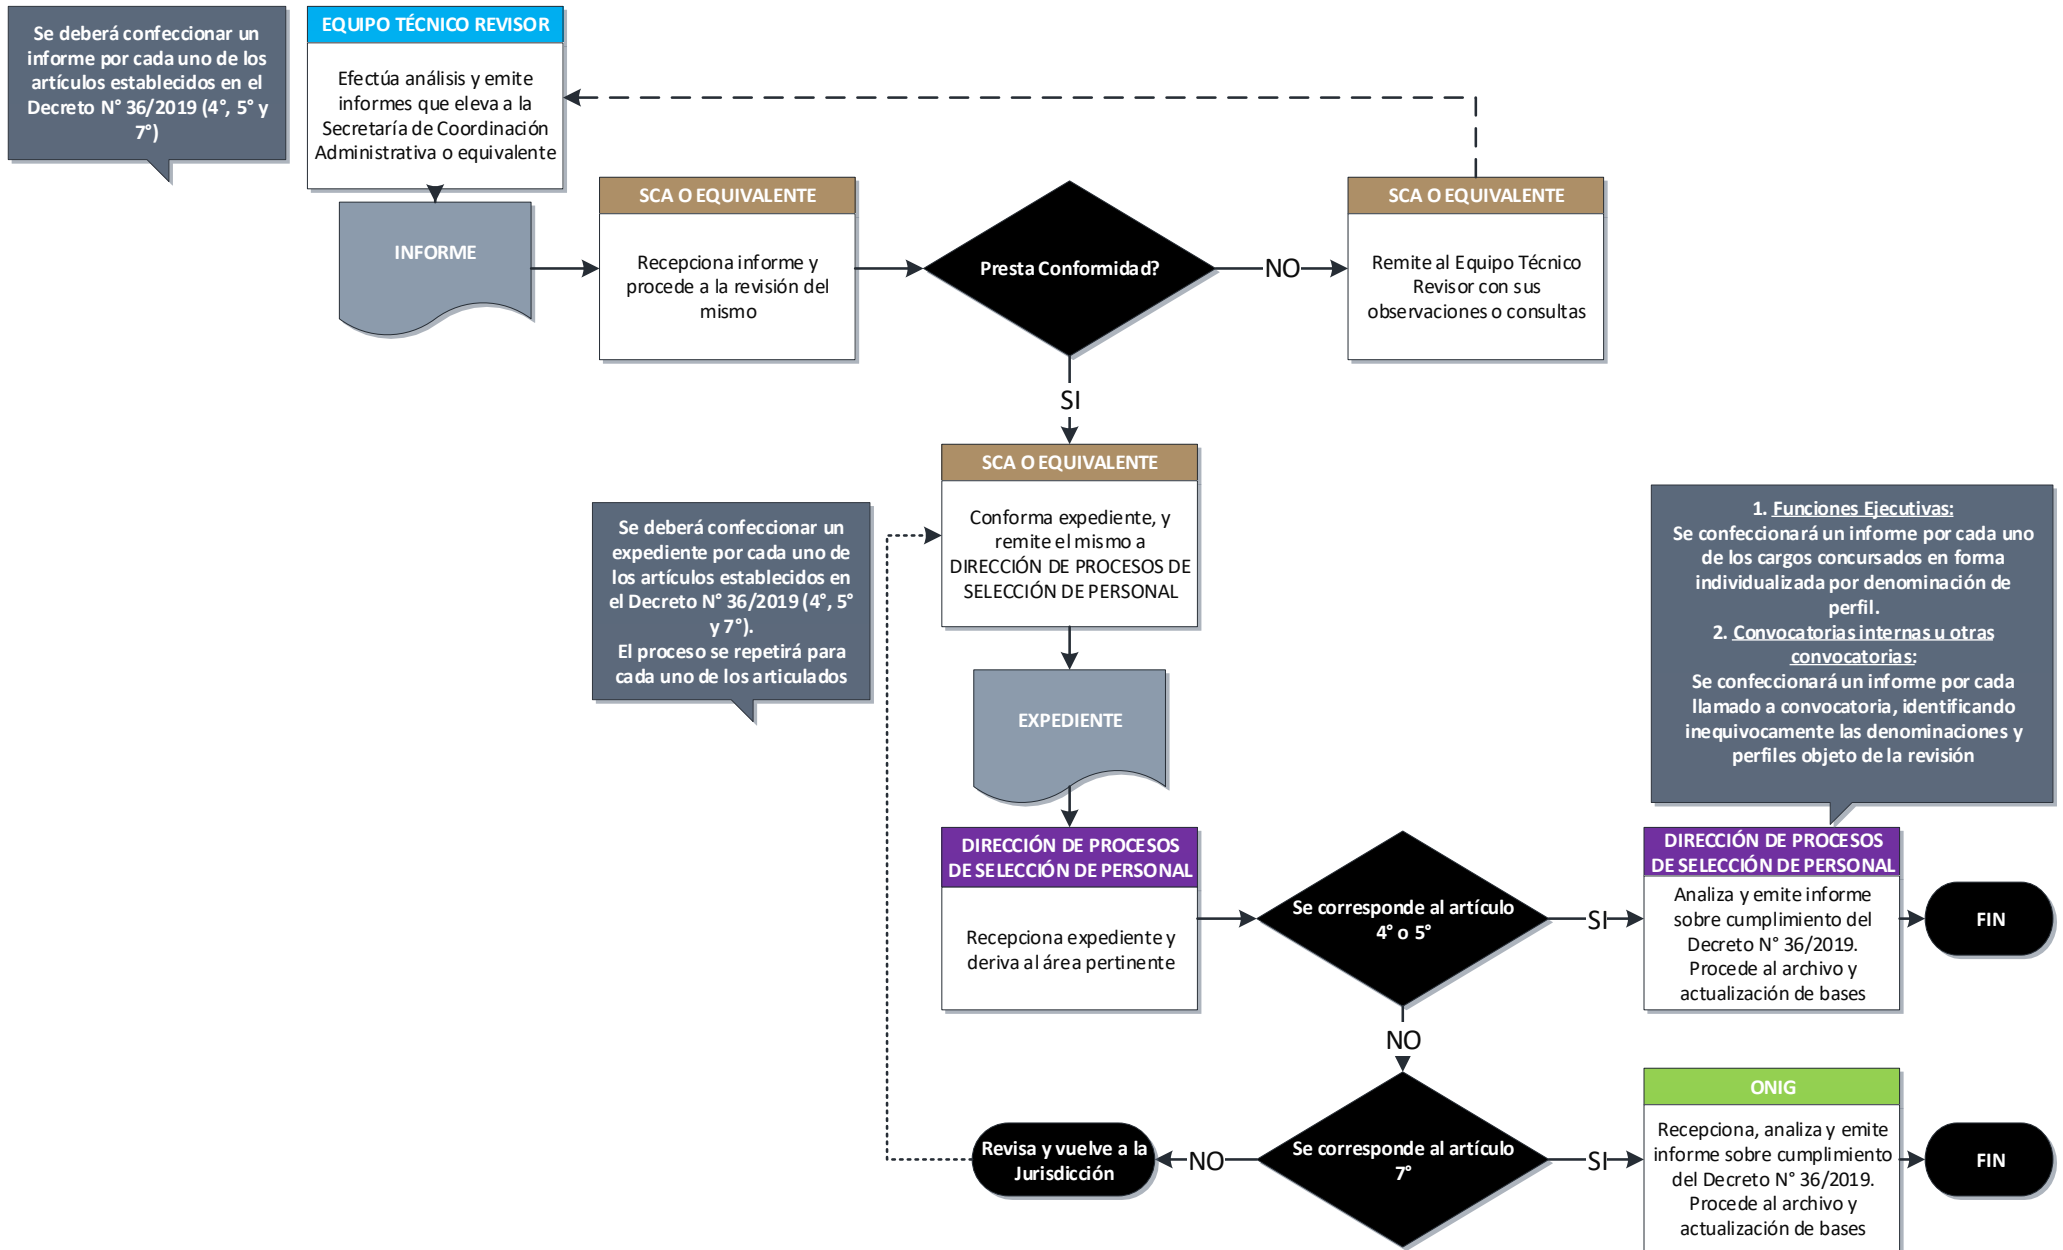 Se deberá confeccionar un
informe por cada uno de los
artículos establecidos en el
Decreto N° 36/2019 (4°, 5° y
7°)
EQUIPO TÉCNICO REVISOR
Efectúa análisis y emite
informes que eleva a la
Secretaría de Coordinación
Administrativa o equivalente
INFORME
SCA O EQUIVALENTE
Recepciona informe y
procede a la revisión del
mismo
Presta Conformidad?
NO
SCA O EQUIVALENTE
Remite al Equipo Técnico
Revisor con sus
observaciones o consultas
SI
SCA O EQUIVALENTE
Conforma expediente, y
remite el mismo a
DIRECCIÓN DE PROCESOS DE
SELECCIÓN DE PERSONAL
Se deberá confeccionar un
expediente por cada uno de
los artículos establecidos en
el Decreto N° 36/2019 (4°, 5°
y 7°).
El proceso se repetirá para
cada uno de los articulados
EXPEDIENTE
1. Funciones Ejecutivas:
Se confeccionará un informe por cada uno
de los cargos concursados en forma
individualizada por denominación de
perfil.
2. Convocatorias internas u otras
convocatorias:
Se confeccionará un informe por cada
llamado a convocatoria, identificando
inequivocamente las denominaciones y
perfiles objeto de la revisión
DIRECCIÓN DE PROCESOS
DE SELECCIÓN DE PERSONAL
Recepciona expediente y
deriva al área pertinente
Se corresponde al artículo
4° o 5°
SI
DIRECCIÓN DE PROCESOS
DE SELECCIÓN DE PERSONAL
Analiza y emite informe
sobre cumplimiento del
Decreto N° 36/2019.
Procede al archivo y
actualización de bases
FIN
NO
Se corresponde al artículo
7°
NO
Revisa y vuelve a la
Jurisdicción
SI
ONIG
Recepciona, analiza y emite
informe sobre cumplimiento
del Decreto N° 36/2019.
Procede al archivo y
actualización de bases
FIN